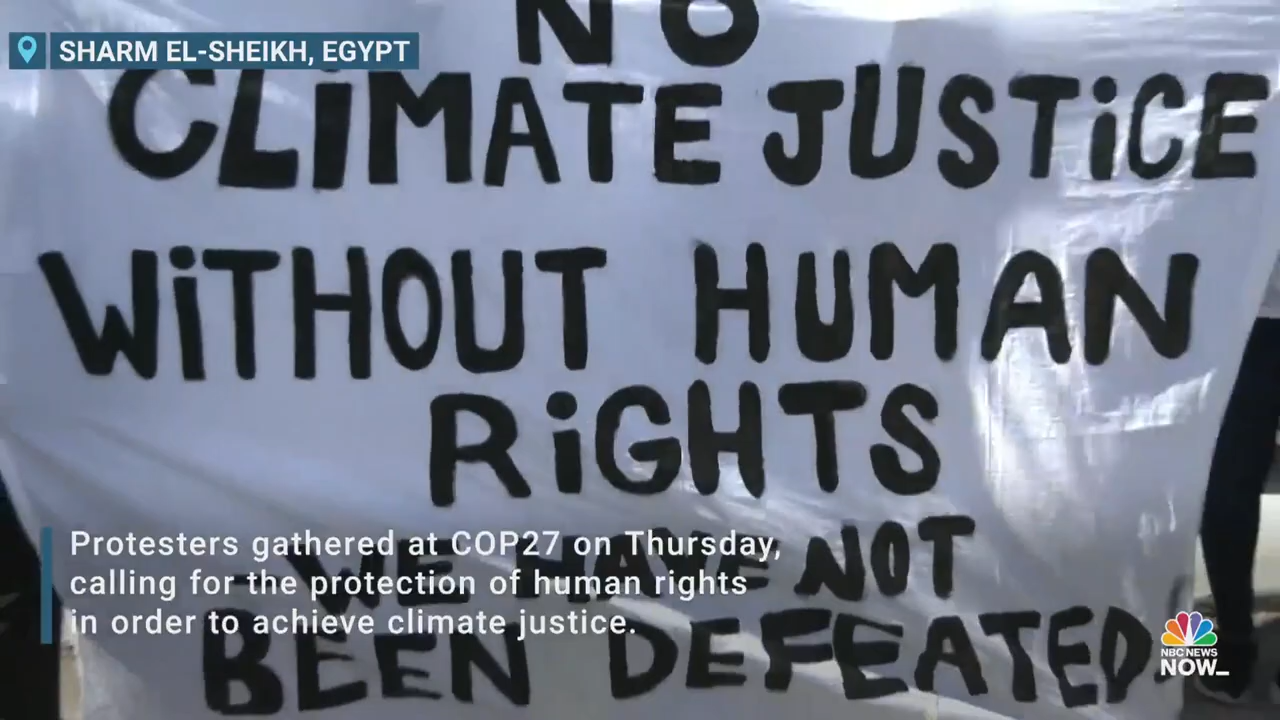 SHARM EL-SHEIKH, EGYPT
NO
CLiMATE JUSTiCE
WiTHOUT HUMAN
RiGHTS
WE HAVE NOT
BEEN DEFEATED
Protesters gathered at COP27 on Thursday,
calling for the protection of human rights
in order to achieve climate justice.
NBC NEWS
NOW_